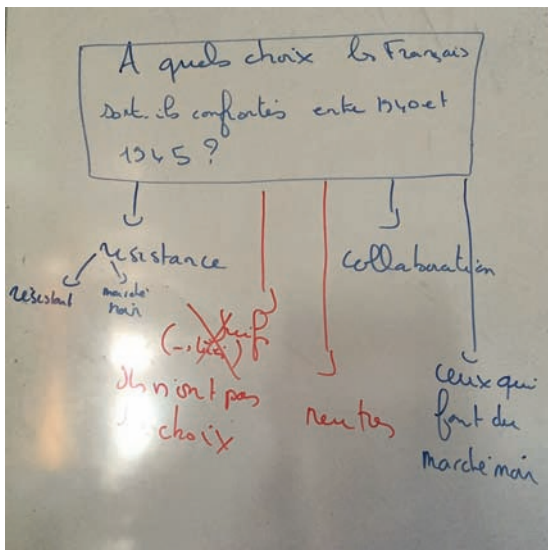 A quels choix les Français
sont-ils confrontés entre 1940 et
1945 ?
résistance
collaboration
résistant
marché
noir
juif
Ils n'ont pas
choix
neutres
ceux qui
font du
marché noir